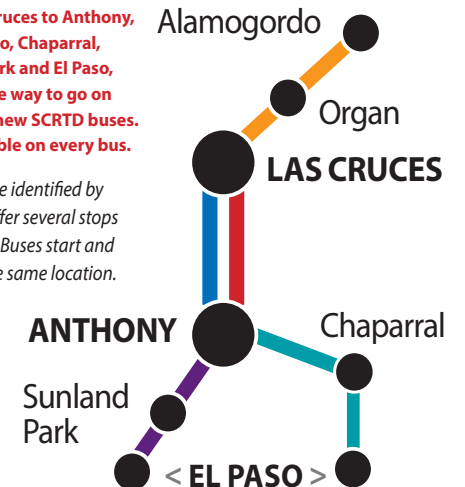 ruces to Anthony,
o, Chaparral,
rk and El Paso,
e way to go on
new SCRTD buses.
ble on every bus.
e identified by
ffer several stops
Buses start and
e same location.
Alamogordo
Organ
LAS CRUCES
ANTHONY
Chaparral
Sunland
Park
< EL PASO >